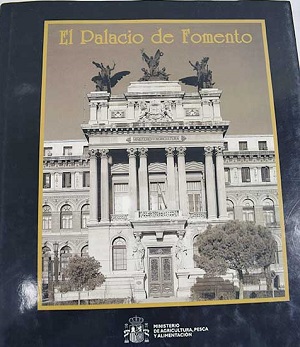 El Palacio de Fomento
MINISTERIO
DE AGRICULTURA, PESCA
Y ALIMENTACIÓN